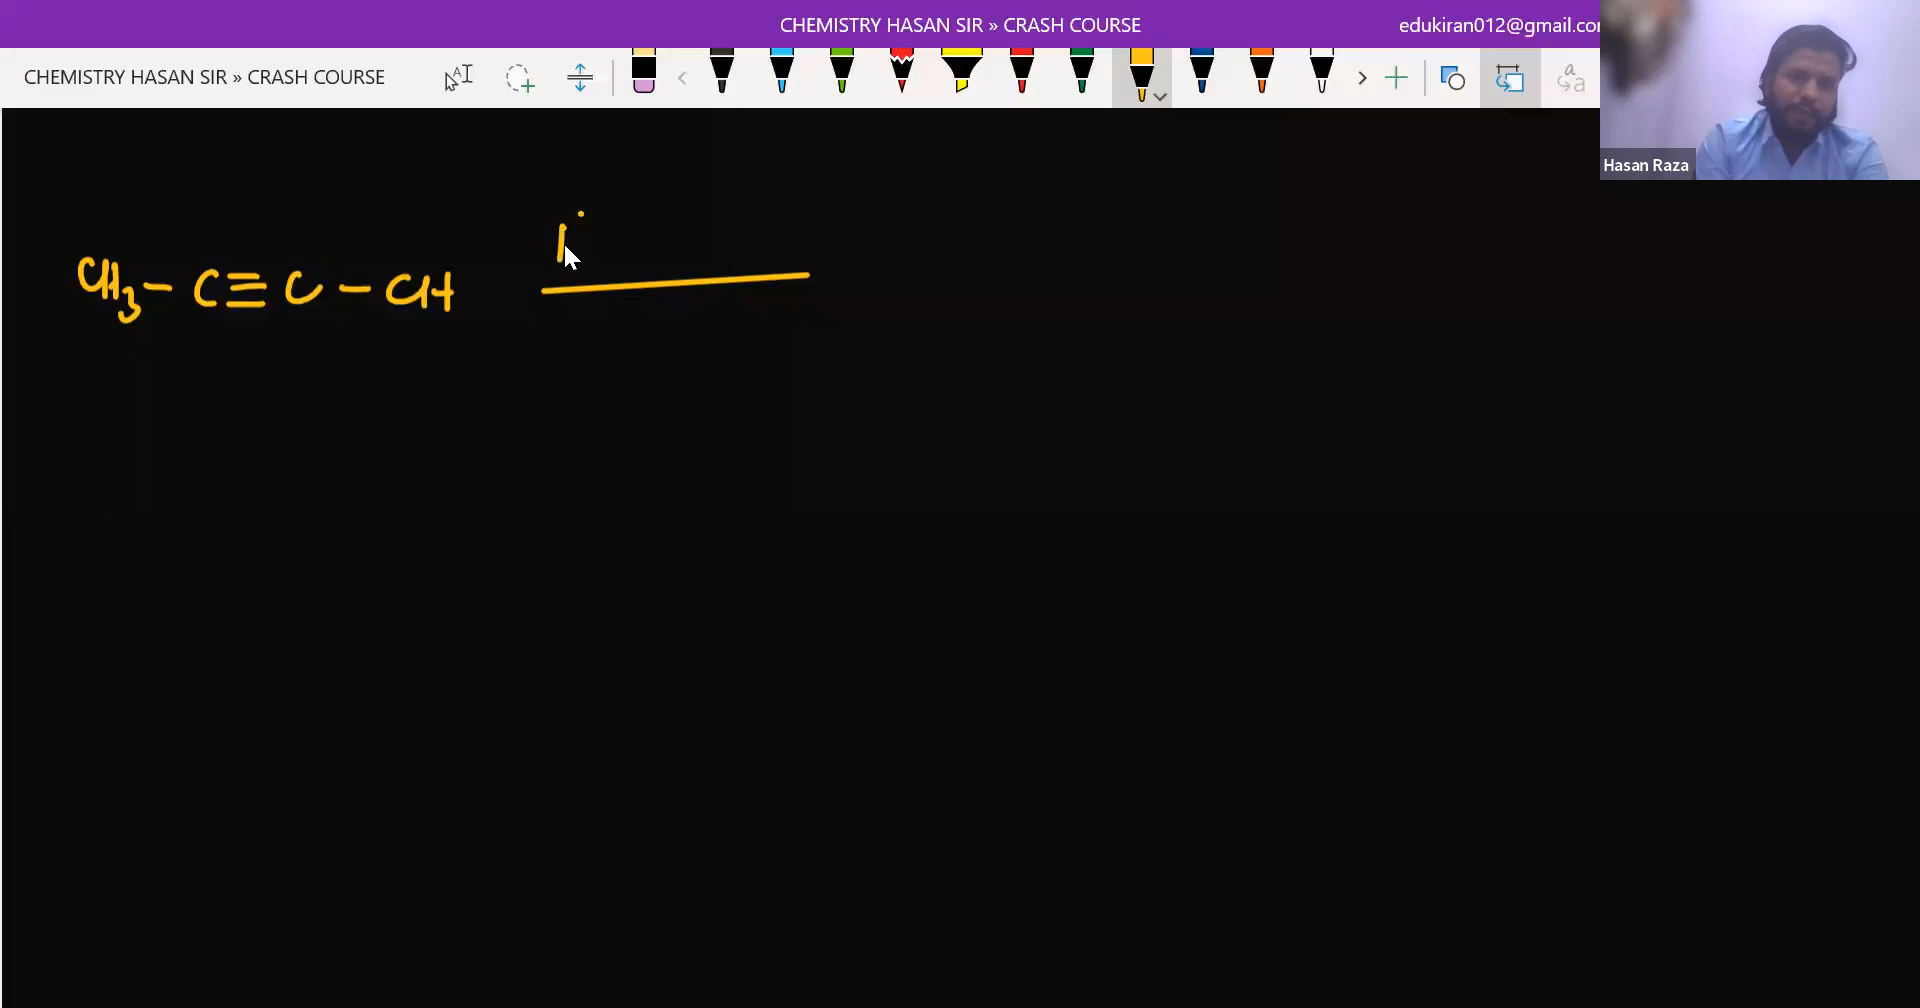 CHEMISTRY HASAN SIR » CRASH COURSE
edukiran012@gmail.co
CHEMISTRY HASAN SIR » CRASH COURSE
Hasan Raza
CH3 - C ≡ C - CH